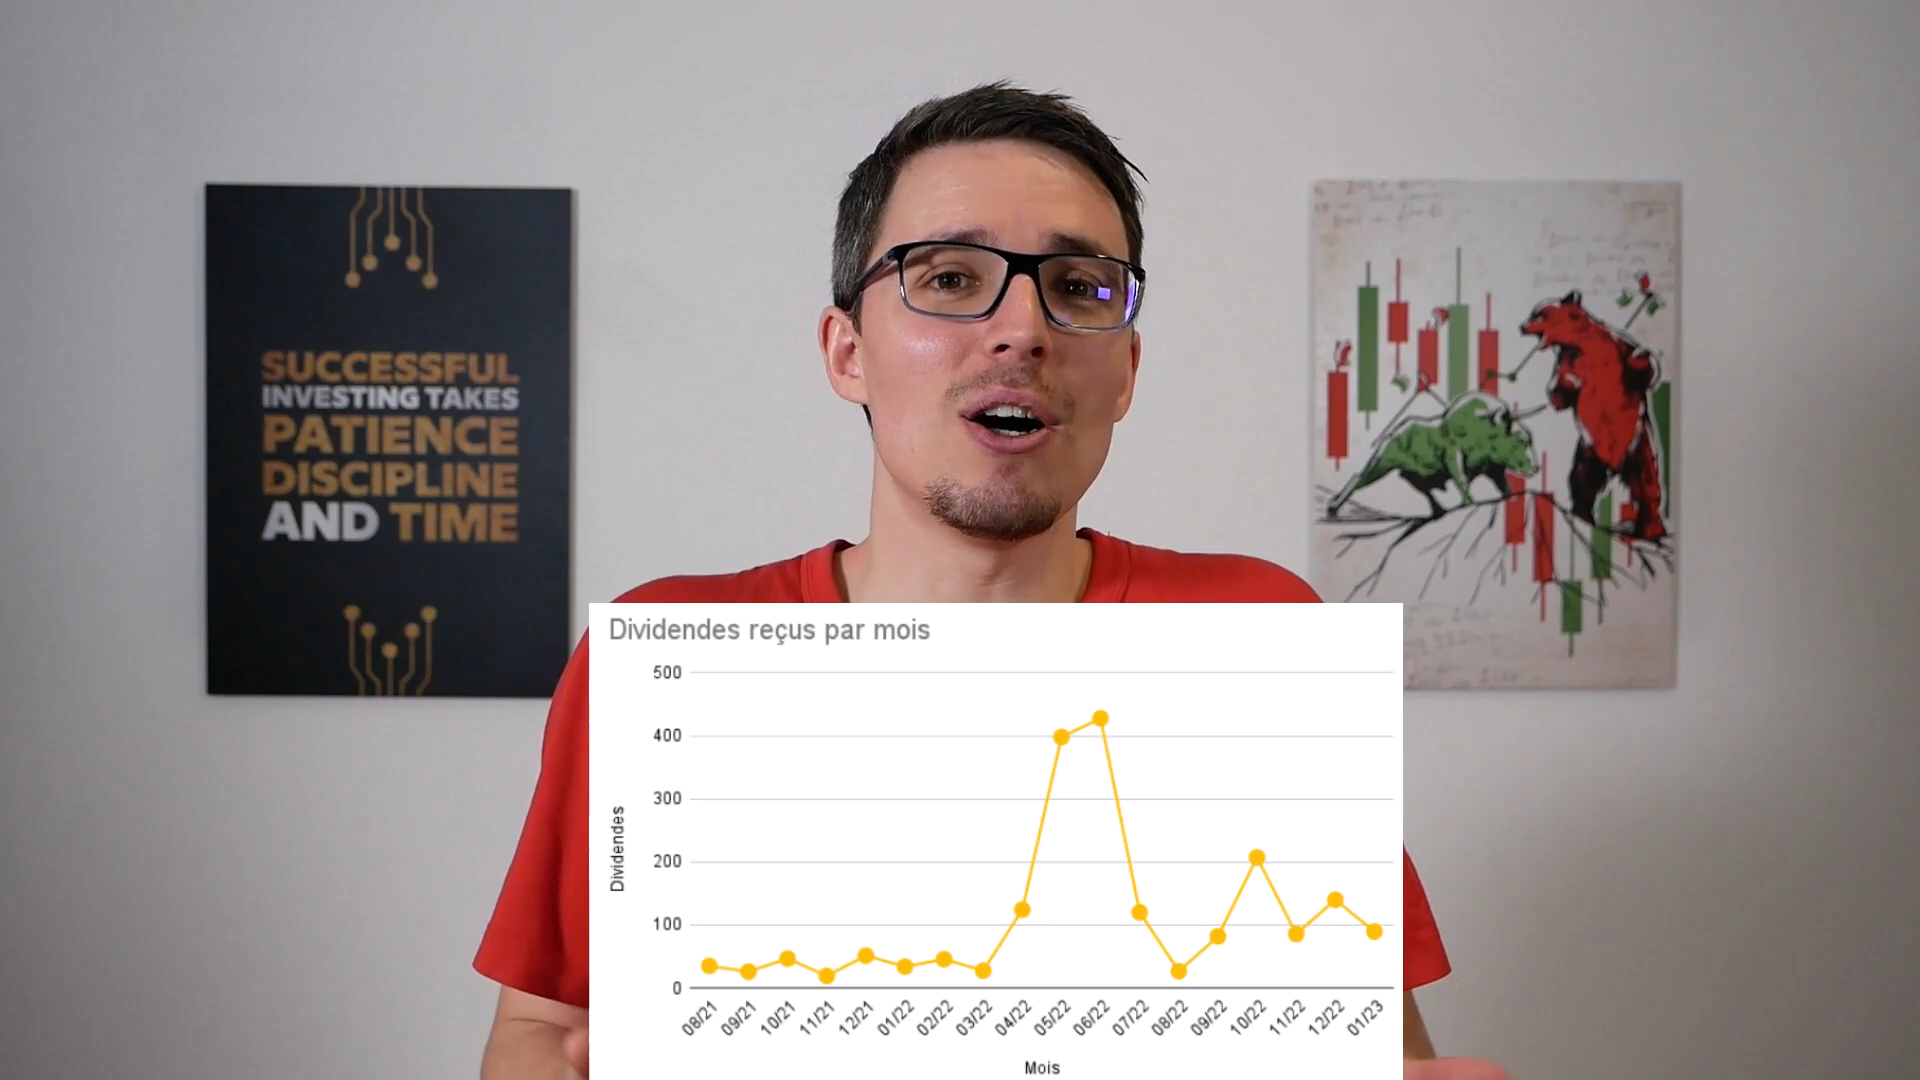 SUCCESSFUL
INVESTING TAKES
PATIENCE
DISCIPLINE
AND TIME
Dividendes reçus par mois
500
400
300
200
100
0
Dividendes
08/21 09/21 10/21 11/21 12/21 01/22 02/22 03/22 04/22 05/22 06/22 07/22 08/22 09/22 10/22 11/22 12/22 01/23
Mois